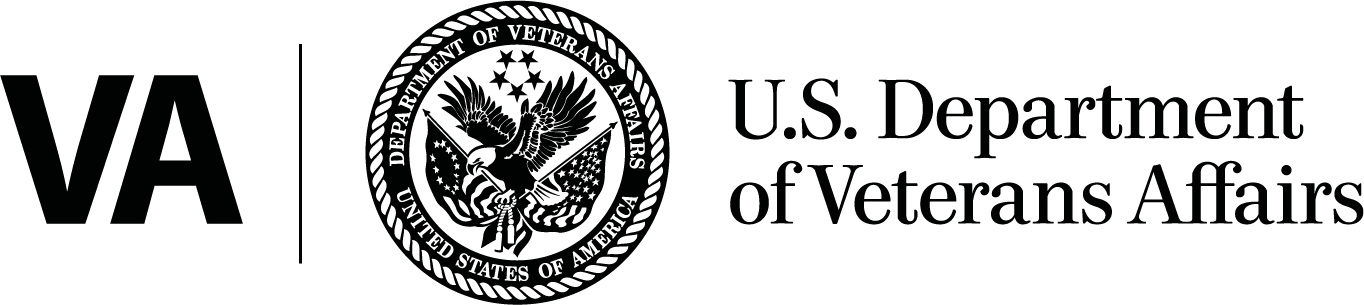 VA
DEPARTMENT OF VETERANS AFFAIRS
UNITED STATES OF AMERICA
U.S. Department
of Veterans Affairs